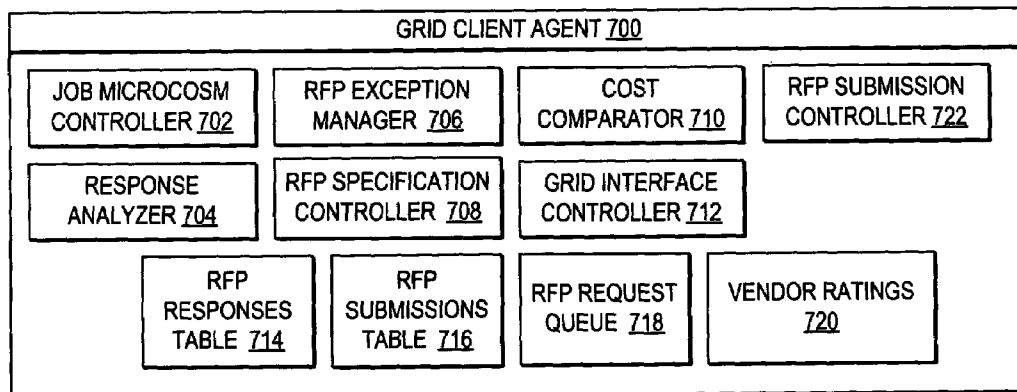 GRID CLIENT AGENT 700
JOB MICROCOSM
CONTROLLER 702
RFP EXCEPTION
MANAGER 706
COST
COMPARATOR 710
RFP SUBMISSION
CONTROLLER 722
RESPONSE
ANALYZER 704
RFP SPECIFICATION
CONTROLLER 708
GRID INTERFACE
CONTROLLER 712
RFP
RESPONSES
TABLE 714
RFP
SUBMISSIONS
TABLE 716
RFP REQUEST
QUEUE 718
VENDOR RATINGS
720